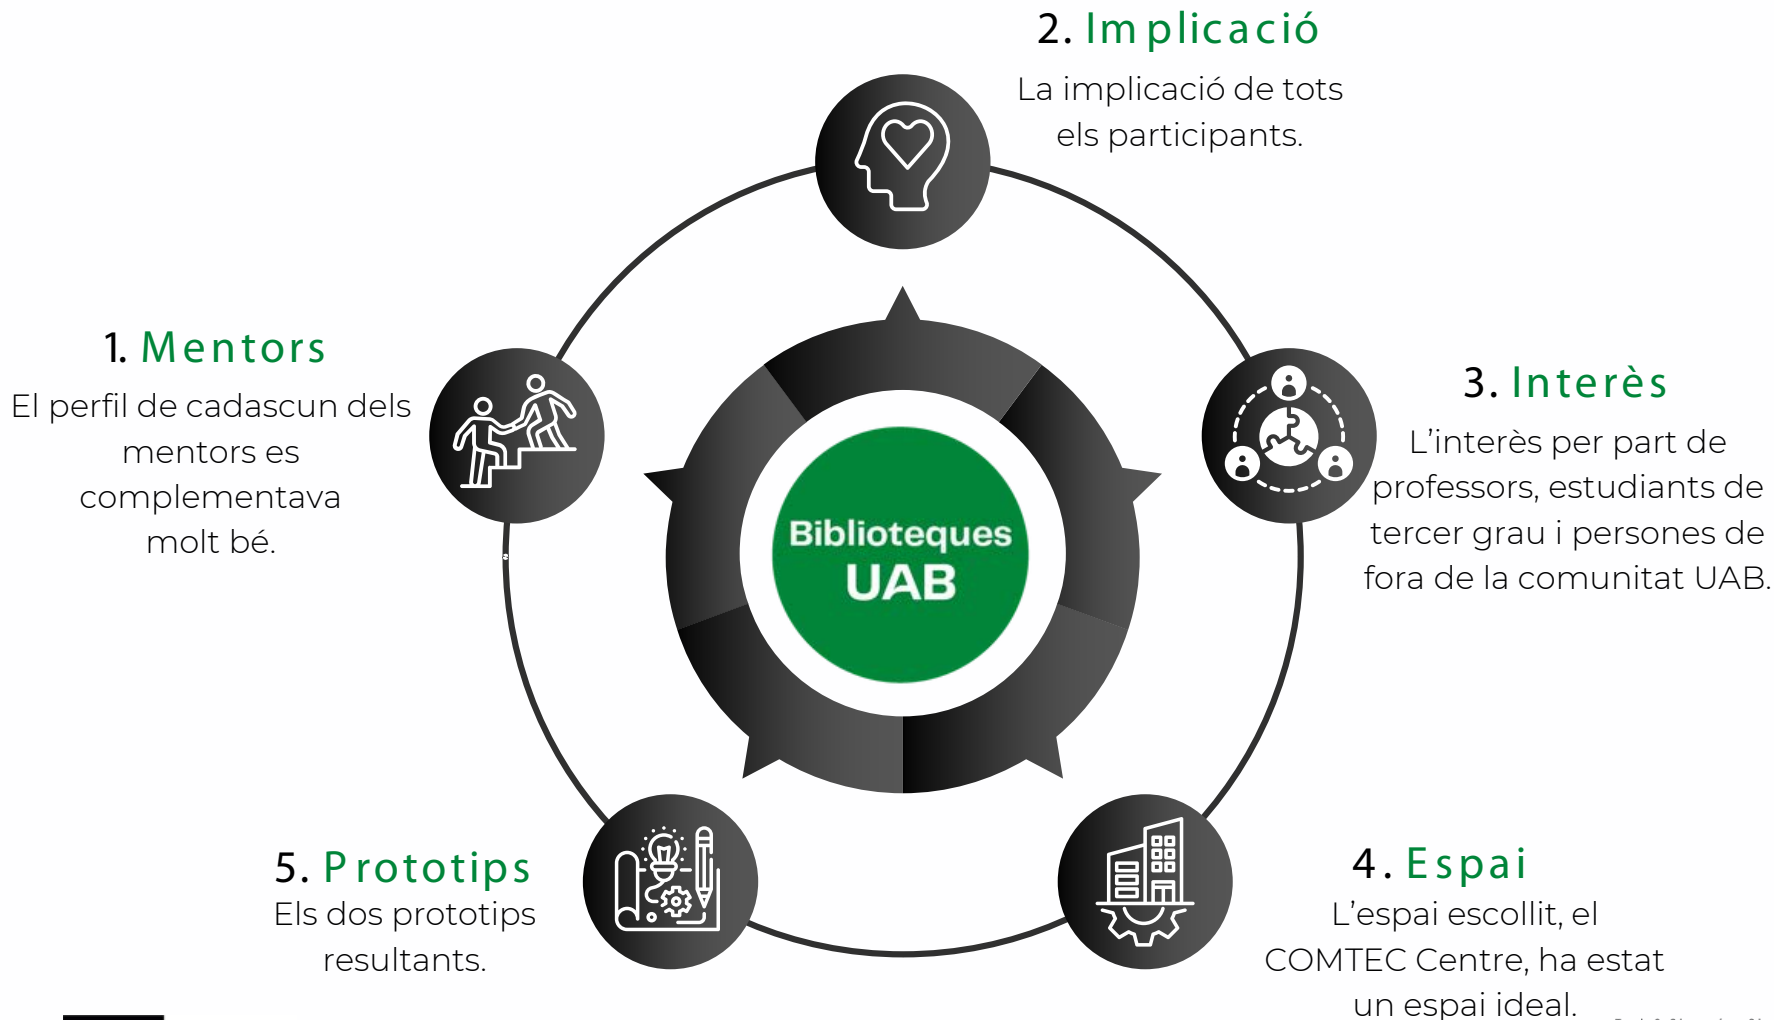 1. Mentors
El perfil de cadascun dels
mentors es
complementava
molt bé.
2. Implicació
La implicació de tots
els participants.
3. Interès
L’interès per part de
professors, estudiants de
tercer grau i persones de
fora de la comunitat UAB.
4. Espai
L’espai escollit, el
COMTEC Centre, ha estat
un espai ideal.
5. Prototips
Els dos prototips
resultants.
Biblioteques
UAB